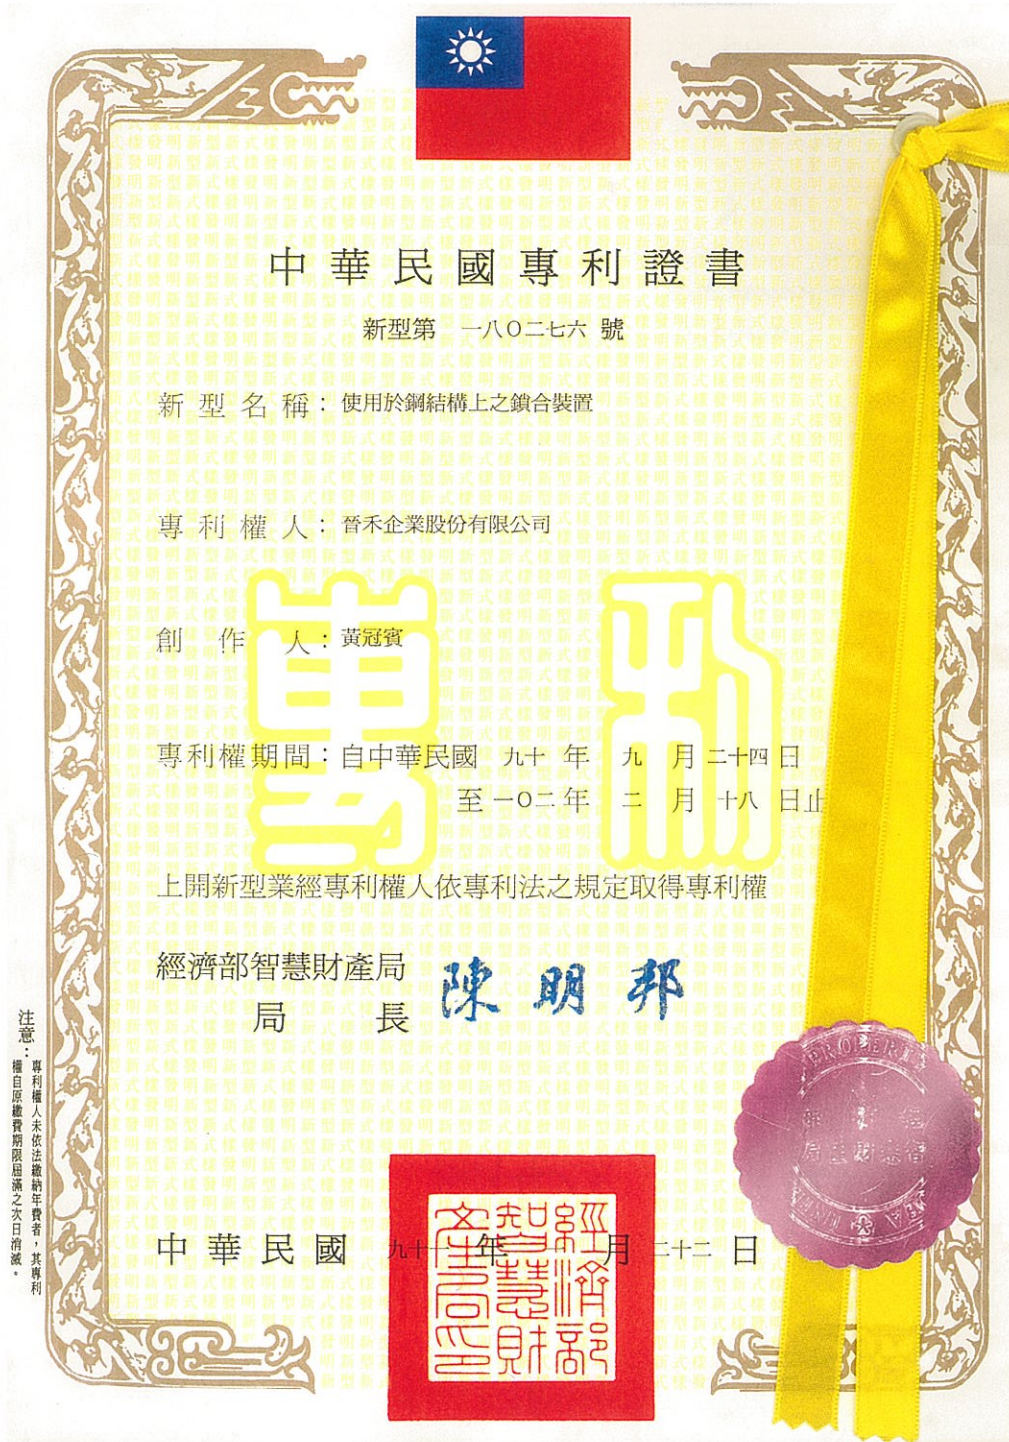 中華民國專利證書
新型第 一八〇二七六 號
新型名稱：使用於鋼結構上之鎖合裝置
專利權人：晉禾企業股份有限公司
創作人：黃冠賓
專利
專利權期間：自中華民國 九十 年 九 月 二十四 日
至 一〇二 年 二 月 十八 日止
上開新型業經專利權人依專利法之規定取得專利權
經濟部智慧財產局
局長 陳明邦
中華民國 九十一 年 一 月 二十二 日
經濟部
智慧財
產局印
注意：專利權人未依法繳納年費者，其專利
權自原繳費期限屆滿之次日消滅。